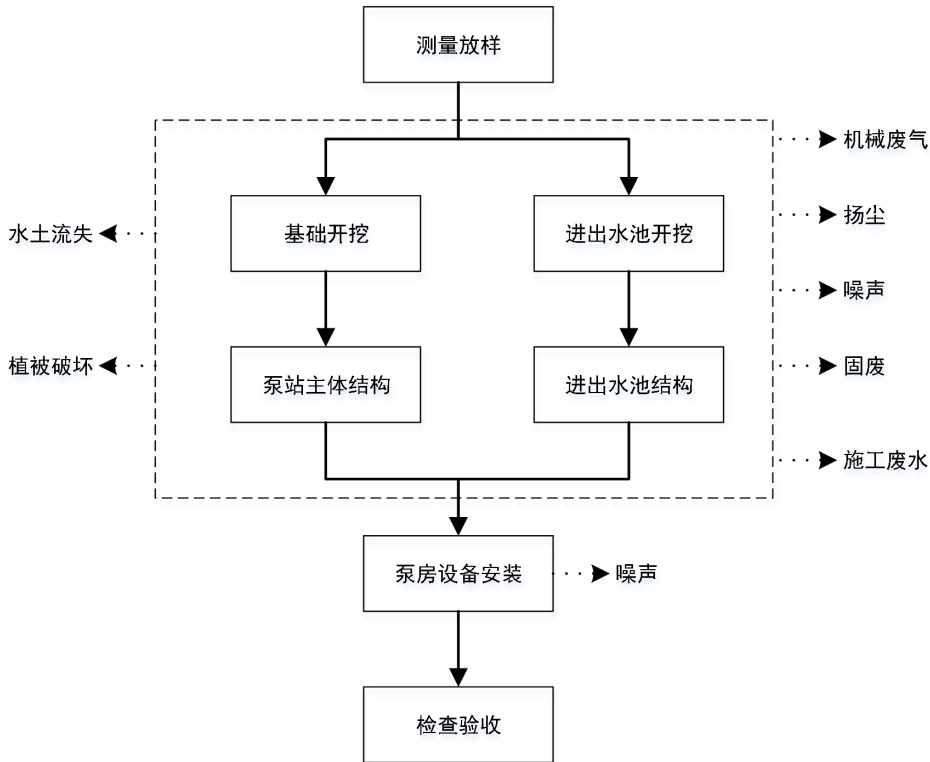 测量放样
机械废气
扬尘
水土流失
基础开挖
进出水池开挖
噪声
植被破坏
泵站主体结构
进出水池结构
固废
施工废水
泵房设备安装
噪声
检查验收